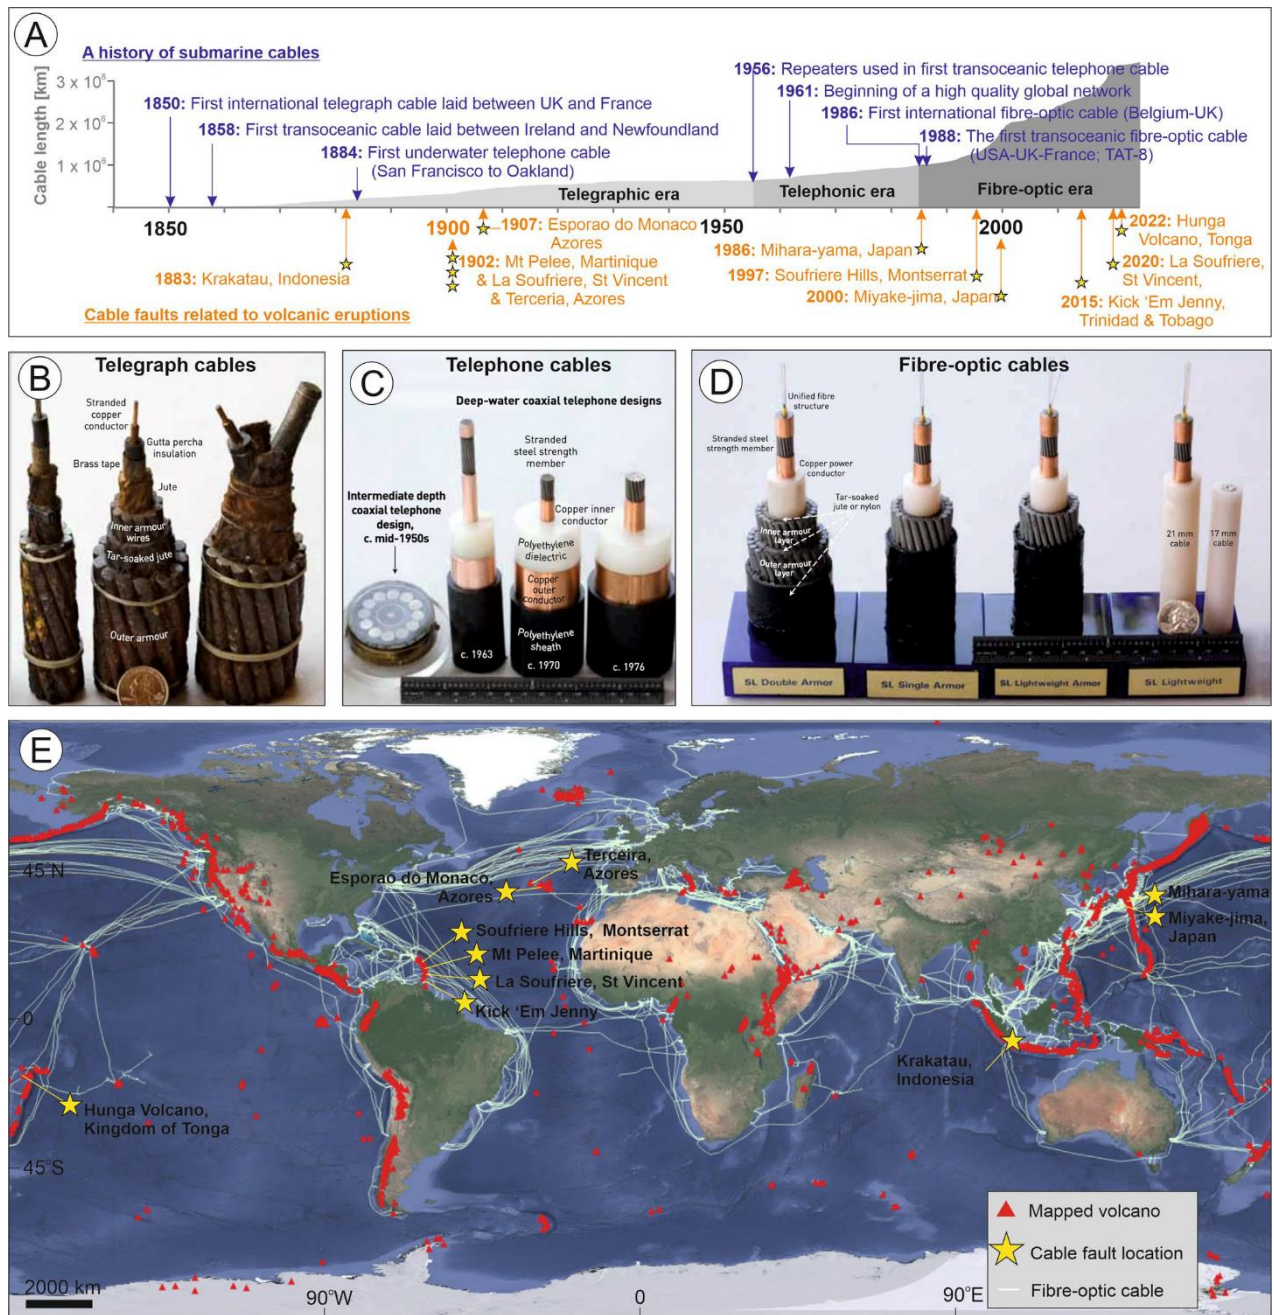 A
A history of submarine cables
Cable length [km]
3 x 10⁶
2 x 10⁶
1 x 10⁶
1850: First international telegraph cable laid between UK and France
1858: First transoceanic cable laid between Ireland and Newfoundland
1884: First underwater telephone cable
(San Francisco to Oakland)
1956: Repeaters used in first transoceanic telephone cable
1961: Beginning of a high quality global network
1986: First international fibre-optic cable (Belgium-UK)
1988: The first transoceanic fibre-optic cable
(USA-UK-France; TAT-8)
Telegraphic era
Telephonic era
Fibre-optic era
1850
1900
1950
2000
1883: Krakatau, Indonesia
1907: Esporao do Monaco
Azores
1902: Mt Pelee, Martinique
& La Soufriere, St Vincent
& Terceria, Azores
1986: Mihara-yama, Japan
1997: Soufriere Hills, Montserrat
2000: Miyake-jima, Japan
2022: Hunga
Volcano, Tonga
2020: La Soufriere,
St Vincent,
2015: Kick 'Em Jenny,
Trinidad & Tobago
Cable faults related to volcanic eruptions
B
Telegraph cables
Stranded
copper
conductor
Gutta percha
insulation
Brass tape
Jute
Inner armour
wires
Tar-soaked jute
Outer armour
C
Telephone cables
Deep-water coaxial telephone designs
Stranded
steel strength
member
Intermediate depth
coaxial telephone
design,
c. mid-1950s
Copper inner
conductor
Polyethylene
dielectric
Copper
outer
conductor
Polyethylene
sheath
c. 1963
c. 1970
c. 1976
D
Fibre-optic cables
Unified fibre
structure
Stranded steel
strength member
Copper power
conductor
Tar-soaked
jute or nylon
Inner armour
layer
Outer armour
layer
21 mm
cable
17 mm
cable
SL Double Armor
SL Single Armor
SL Lightweight Armor
SL Lightweight
E
45°N
0
45°S
Terceira,
Azores
Esporao do Monaco,
Azores
Soufriere Hills, Montserrat
Mt Pelee, Martinique
La Soufriere, St Vincent
Kick 'Em Jenny
Mihara-yama
Miyake-jima,
Japan
Krakatau,
Indonesia
Hunga Volcano,
Kingdom of Tonga
Mapped volcano
Cable fault location
Fibre-optic cable
2000 km
90°W
0
90°E